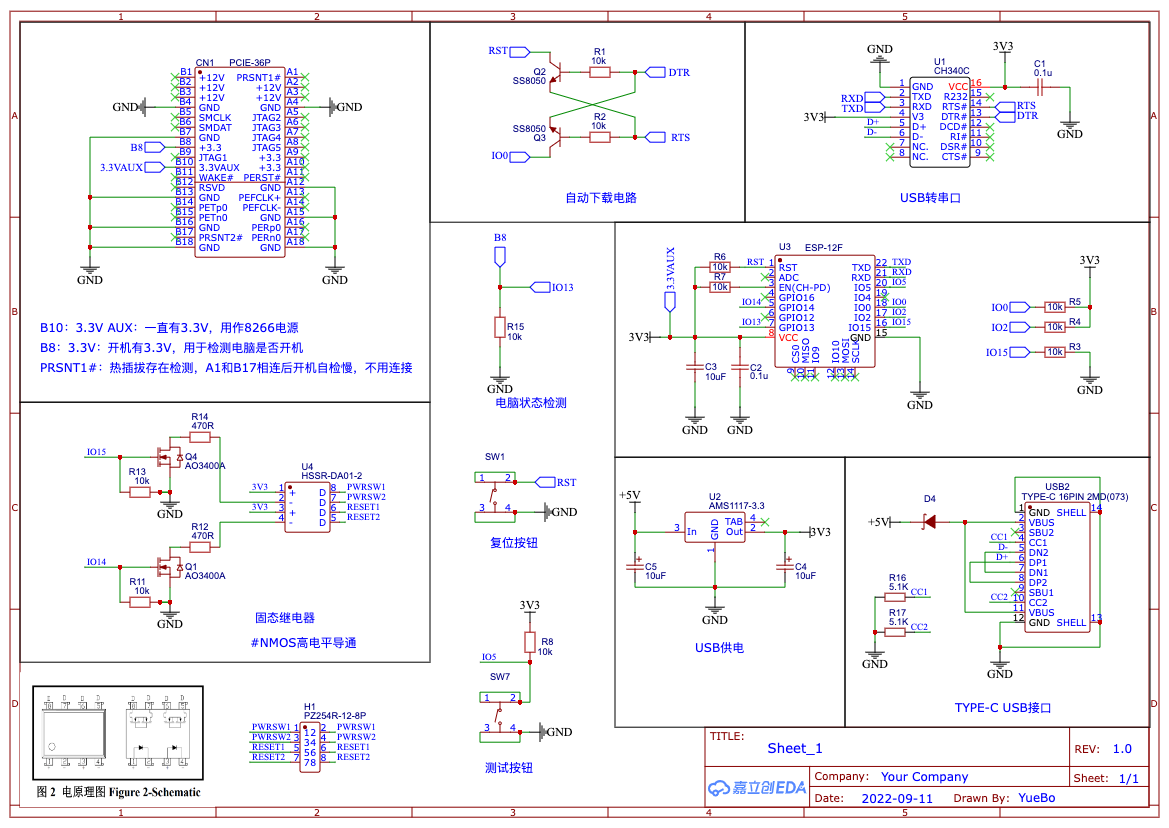 1 2 3 4 5
A
B
C
D
CN1 PCIE-36P
B1 +12V PRSNT1# A1
B2 +12V +12V A2
B3 +12V +12V A3
GND B4 GND GND A4 GND
B5 SMCLK JTAG2 A5
B6 SMDAT JTAG3 A6
B7 GND JTAG4 A7
B8 B8 +3.3 JTAG5 A8
B9 JTAG1 +3.3 A9
3.3VAUX B10 3.3VAUX +3.3 A10
B11 WAKE# PERST# A11
B12 RSVD GND A12
B13 GND PEFCLK+ A13
B14 PETp0 PEFCLK- A14
B15 PETn0 GND A15
B16 GND PERp0 A16
B17 PRSNT2# PERn0 A17
B18 GND GND A18
GND GND
B10：3.3V AUX：一直有3.3V，用作8266电源
B8：3.3V：开机有3.3V，用于检测电脑是否开机
PRSNT1#：热插拔存在检测，A1和B17相连后开机自检慢，不用连接
RST
Q2
SS8050
R1
10k
DTR
SS8050
Q3
R2
10k
RTS
IO0
自动下载电路
GND
3V3
U1
CH340C
C1
0.1u
1 GND VCC 16
RXD 2 TXD R232 15
TXD 3 RXD RTS# 14 RTS
3V3 4 V3 DTR# 13 DTR
D+ 5 D+ DCD# 12
D- 6 D- RI# 11
7 NC. DSR# 10
8 NC. CTS# 9
GND
USB转串口
B8
IO13
R15
10k
GND
电脑状态检测
3.3VAUX
3V3
R6
10k
R7
10k
U3 ESP-12F
RST 1 RST TXD 22 TXD
2 ADC RXD 21 RXD
3 EN(CH-PD) IO5 20 IO5
4 GPIO16 IO4 19
IO14 5 GPIO14 IO0 18 IO0
6 GPIO12 IO2 17 IO2
IO13 7 GPIO13 IO15 16 IO15
8 VCC GND 15
CS0 MISO IO9 IO10 MOSI SCLK
9 10 11 12 13 14
C3
10uF
C2
0.1u
GND GND GND
3V3
IO0 10k R5
IO2 10k R4
IO15 10k R3
GND
IO15
R14
470R
Q4
AO3400A
R13
10k
GND
R12
470R
IO14
Q1
AO3400A
R11
10k
GND
U4
HSSR-DA01-2
3V3 1 + D 8 PWRSW1
2 - D 7 PWRSW2
3V3 3 + D 6 RESET1
4 - D 5 RESET2
固态继电器
#NMOS高电平导通
SW1
1 2
RST
3 4
GND
复位按钮
3V3
R8
10k
IO5
SW7
1 2
3 4
GND
测试按钮
+5V
U2
AMS1117-3.3
3 In GND TAB 4
Out 2
1
3V3
C5
10uF
C4
10uF
GND
USB供电
+5V
D4
USB2
TYPE-C 16PIN 2MD(073)
1 GND SHELL 14
2 VBUS
3 SBU2
CC1 4 CC1
D- 5 DN2
D+ 6 DP1
7 DN1
8 DP2
9 SBU1
CC2 10 CC2
11 VBUS
12 GND SHELL 13
R16
5.1K
CC1
R17
5.1K
CC2
GND
GND
TYPE-C USB接口
图 2 电原理图 Figure 2-Schematic
H1
PZ254R-12-8P
PWRSW1 1 12 2 PWRSW1
PWRSW2 3 34 4 PWRSW2
RESET1 5 56 6 RESET1
RESET2 7 78 8 RESET2
TITLE:
Sheet_1
REV: 1.0
嘉立创EDA
Company: Your Company
Sheet: 1/1
Date: 2022-09-11 Drawn By: YueBo
A
B
C
D
1 2 3 4 5